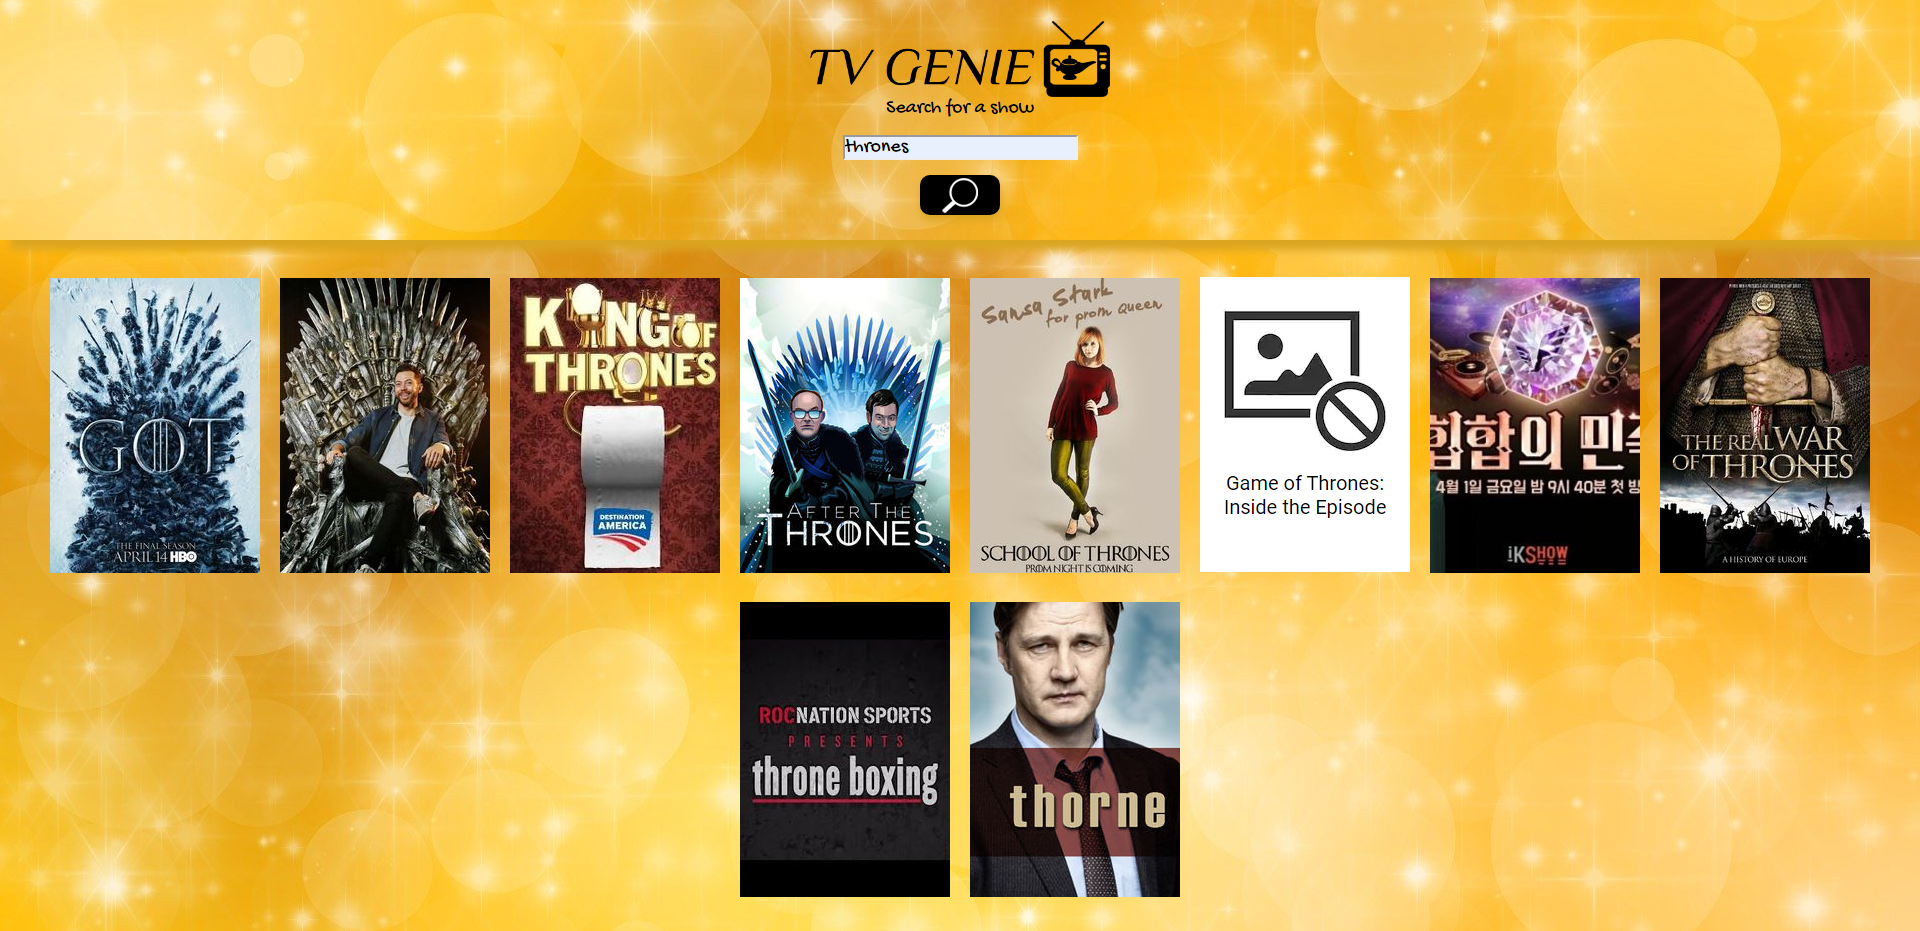 TV GENIE
Search for a show
thrones
GOT
THE FINAL SEASON
APRIL 14 HBO
KING OF
THRONES
DESTINATION
AMERICA
AFTER THE
THRONES
Sansa Stark
for prom Queen
SCHOOL OF THRONES
PROM NIGHT IS COMING
Game of Thrones:
Inside the Episode
힙합의 민족
4월 1일 금요일 밤 9시 40분 첫 방
iKSHOW
THE REAL WAR
OF THRONES
A HISTORY OF EUROPE
ROCNATION SPORTS
PRESENTS
throne boxing
thorne